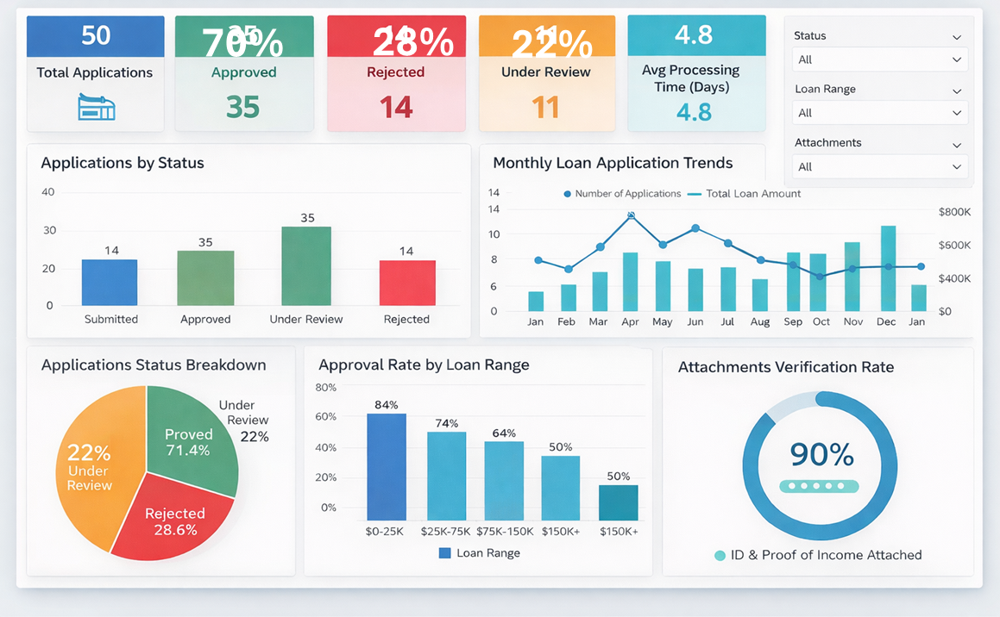 50
Total Applications
35
70%
Approved
35
14
28%
Rejected
14
11
22%
Under Review
11
4.8
Avg Processing
Time (Days)
4.8
Status
All
Loan Range
All
Attachments
All
Applications by Status
40
30
20
0
14
35
35
14
Submitted
Approved
Under Review
Rejected
Monthly Loan Application Trends
Number of Applications
Total Loan Amount
14
14
10
8
6
0
$800K
$600K
$400K
$0
Jan
Feb
Mar
Apr
May
Jun
Jul
Aug
Sep
Oct
Nov
Dec
Jan
Applications Status Breakdown
Under
Review
22%
Proved
71.4%
22%
Under
Review
Rejected
28.6%
Approval Rate by Loan Range
80%
60%
40%
20%
0%
84%
74%
64%
50%
50%
$0-25K
$25K-75K
$75K-150K
$150K+
$150K+
Loan Range
Attachments Verification Rate
90%
ID & Proof of Income Attached